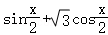 sin x/2 + √3 cos x/2